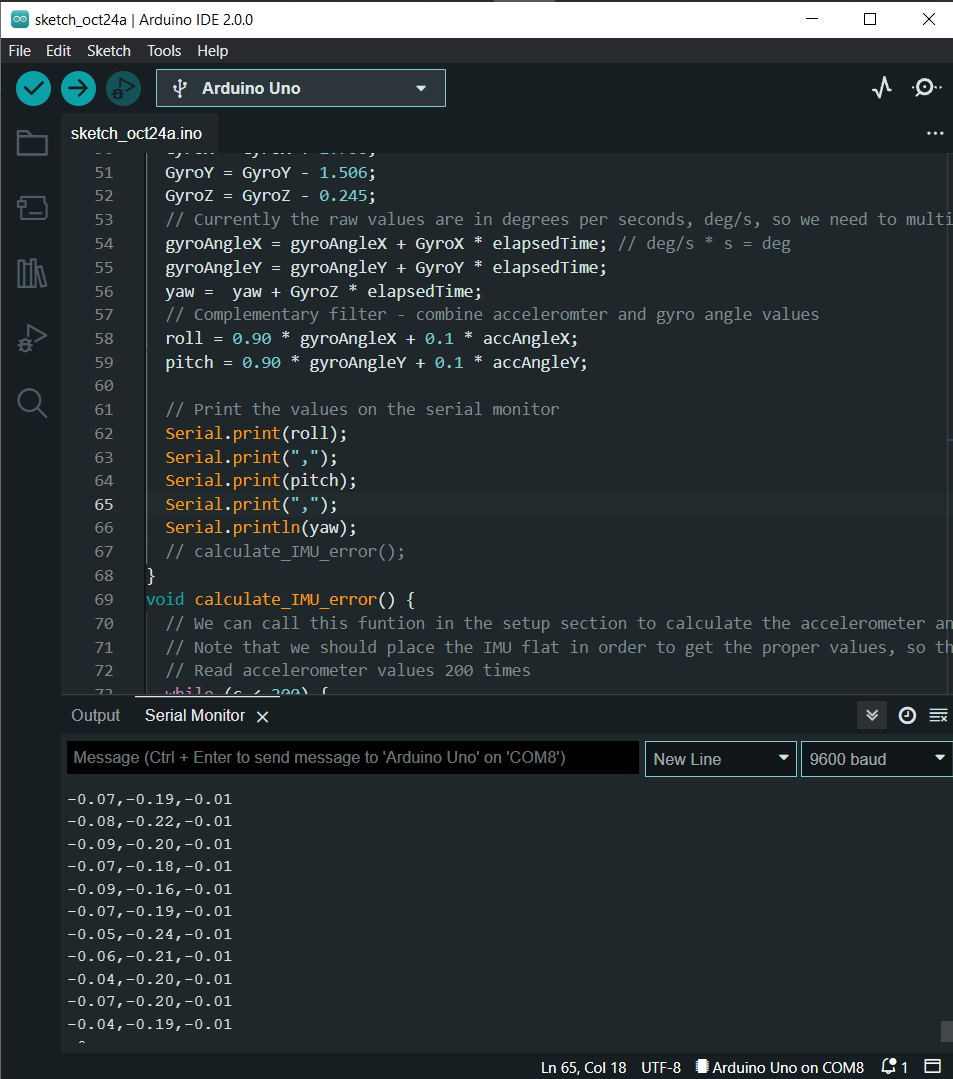 sketch_oct24a | Arduino IDE 2.0.0
File Edit Sketch Tools Help
Arduino Uno
sketch_oct24a.ino
51 GyroY = GyroY - 1.506;
52 GyroZ = GyroZ - 0.245;
53 // Currently the raw values are in degrees per seconds, deg/s, so we need to multi
54 gyroAngleX = gyroAngleX + GyroX * elapsedTime; // deg/s * s = deg
55 gyroAngleY = gyroAngleY + GyroY * elapsedTime;
56 yaw =  yaw + GyroZ * elapsedTime;
57 // Complementary filter - combine acceleromter and gyro angle values
58 roll = 0.90 * gyroAngleX + 0.1 * accAngleX;
59 pitch = 0.90 * gyroAngleY + 0.1 * accAngleY;
60
61 // Print the values on the serial monitor
62 Serial.print(roll);
63 Serial.print(",");
64 Serial.print(pitch);
65 Serial.print(",");
66 Serial.println(yaw);
67 // calculate_IMU_error();
68 }
69 void calculate_IMU_error() {
70 // We can call this funtion in the setup section to calculate the accelerometer an
71 // Note that we should place the IMU flat in order to get the proper values, so th
72 // Read accelerometer values 200 times
73 while (c < 200) {
Output Serial Monitor
Message (Ctrl + Enter to send message to 'Arduino Uno' on 'COM8') New Line 9600 baud
-0.07,-0.19,-0.01
-0.08,-0.22,-0.01
-0.09,-0.20,-0.01
-0.07,-0.18,-0.01
-0.09,-0.16,-0.01
-0.07,-0.19,-0.01
-0.05,-0.24,-0.01
-0.06,-0.21,-0.01
-0.04,-0.20,-0.01
-0.07,-0.20,-0.01
-0.04,-0.19,-0.01
Ln 65, Col 18 UTF-8 Arduino Uno on COM8 1